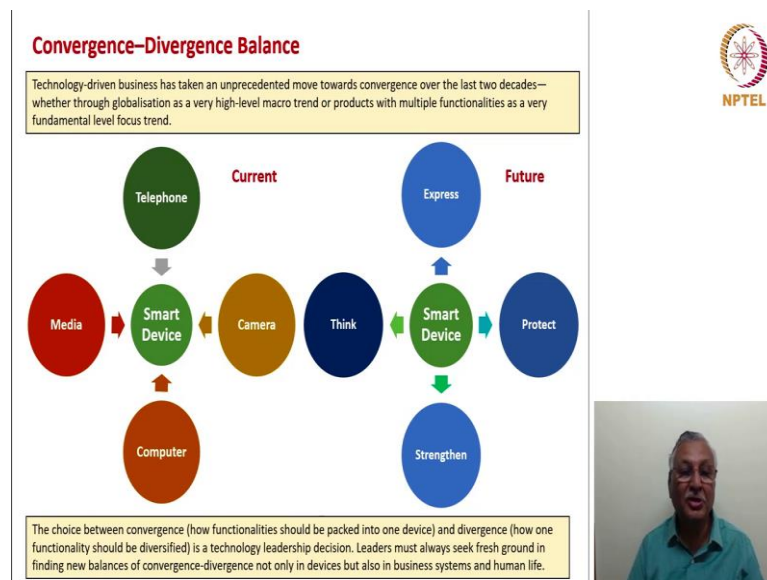 Convergence–Divergence Balance
NPTEL
Technology-driven business has taken an unprecedented move towards convergence over the last two decades—
whether through globalisation as a very high-level macro trend or products with multiple functionalities as a very
fundamental level focus trend.
Current
Future
Telephone
Express
Media
Smart
Device
Camera
Think
Smart
Device
Protect
Computer
Strengthen
The choice between convergence (how functionalities should be packed into one device) and divergence (how one
functionality should be diversified) is a technology leadership decision. Leaders must always seek fresh ground in
finding new balances of convergence-divergence not only in devices but also in business systems and human life.